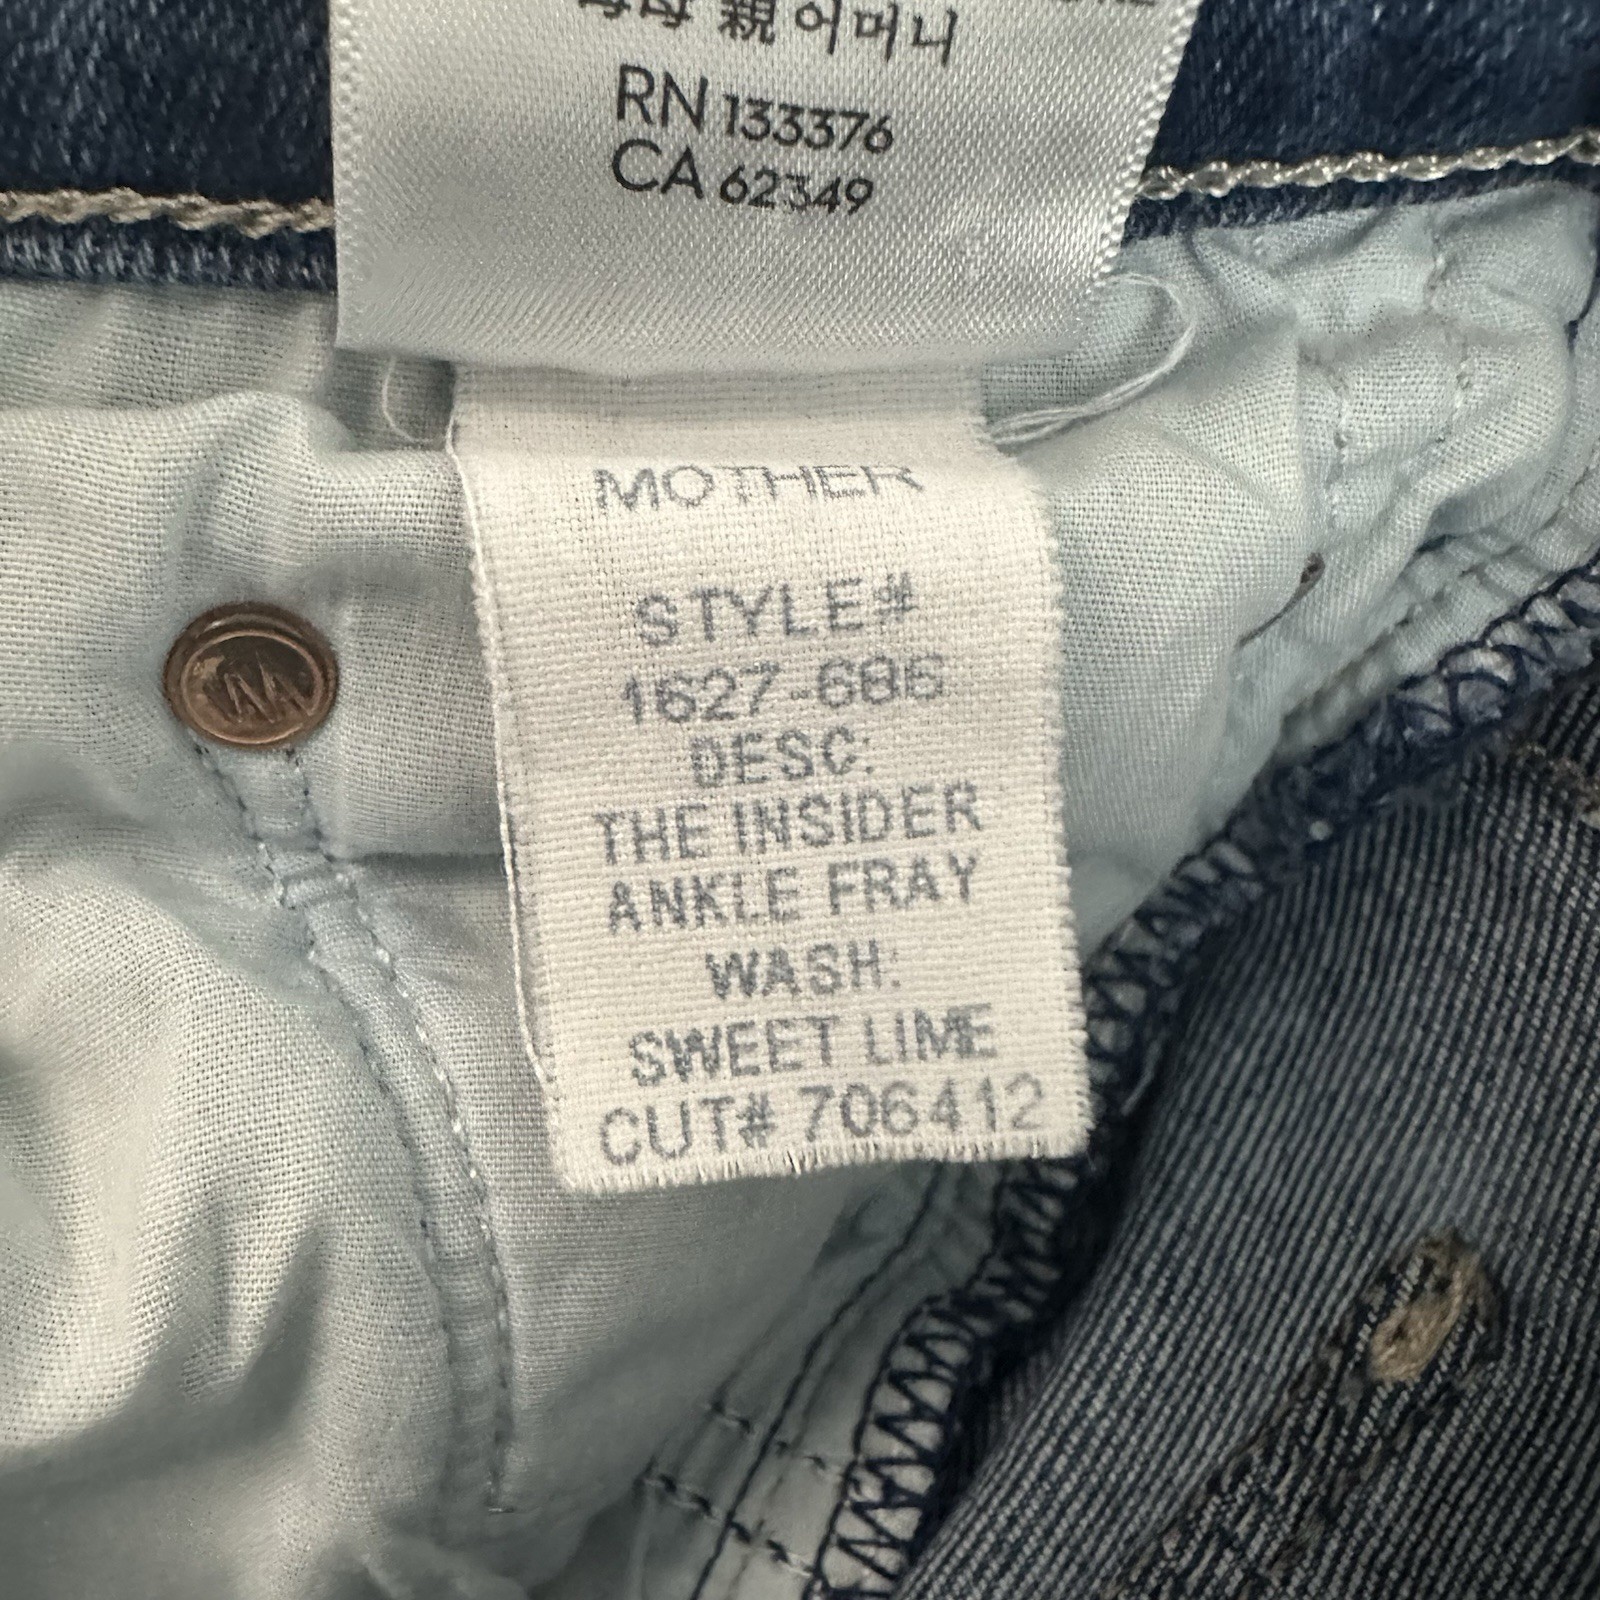 親 어머니
RN 133376
CA 62349
MOTHER
STYLE#
1627-686
DESC:
THE INSIDER
ANKLE FRAY
WASH:
SWEET LIME
CUT# 706412